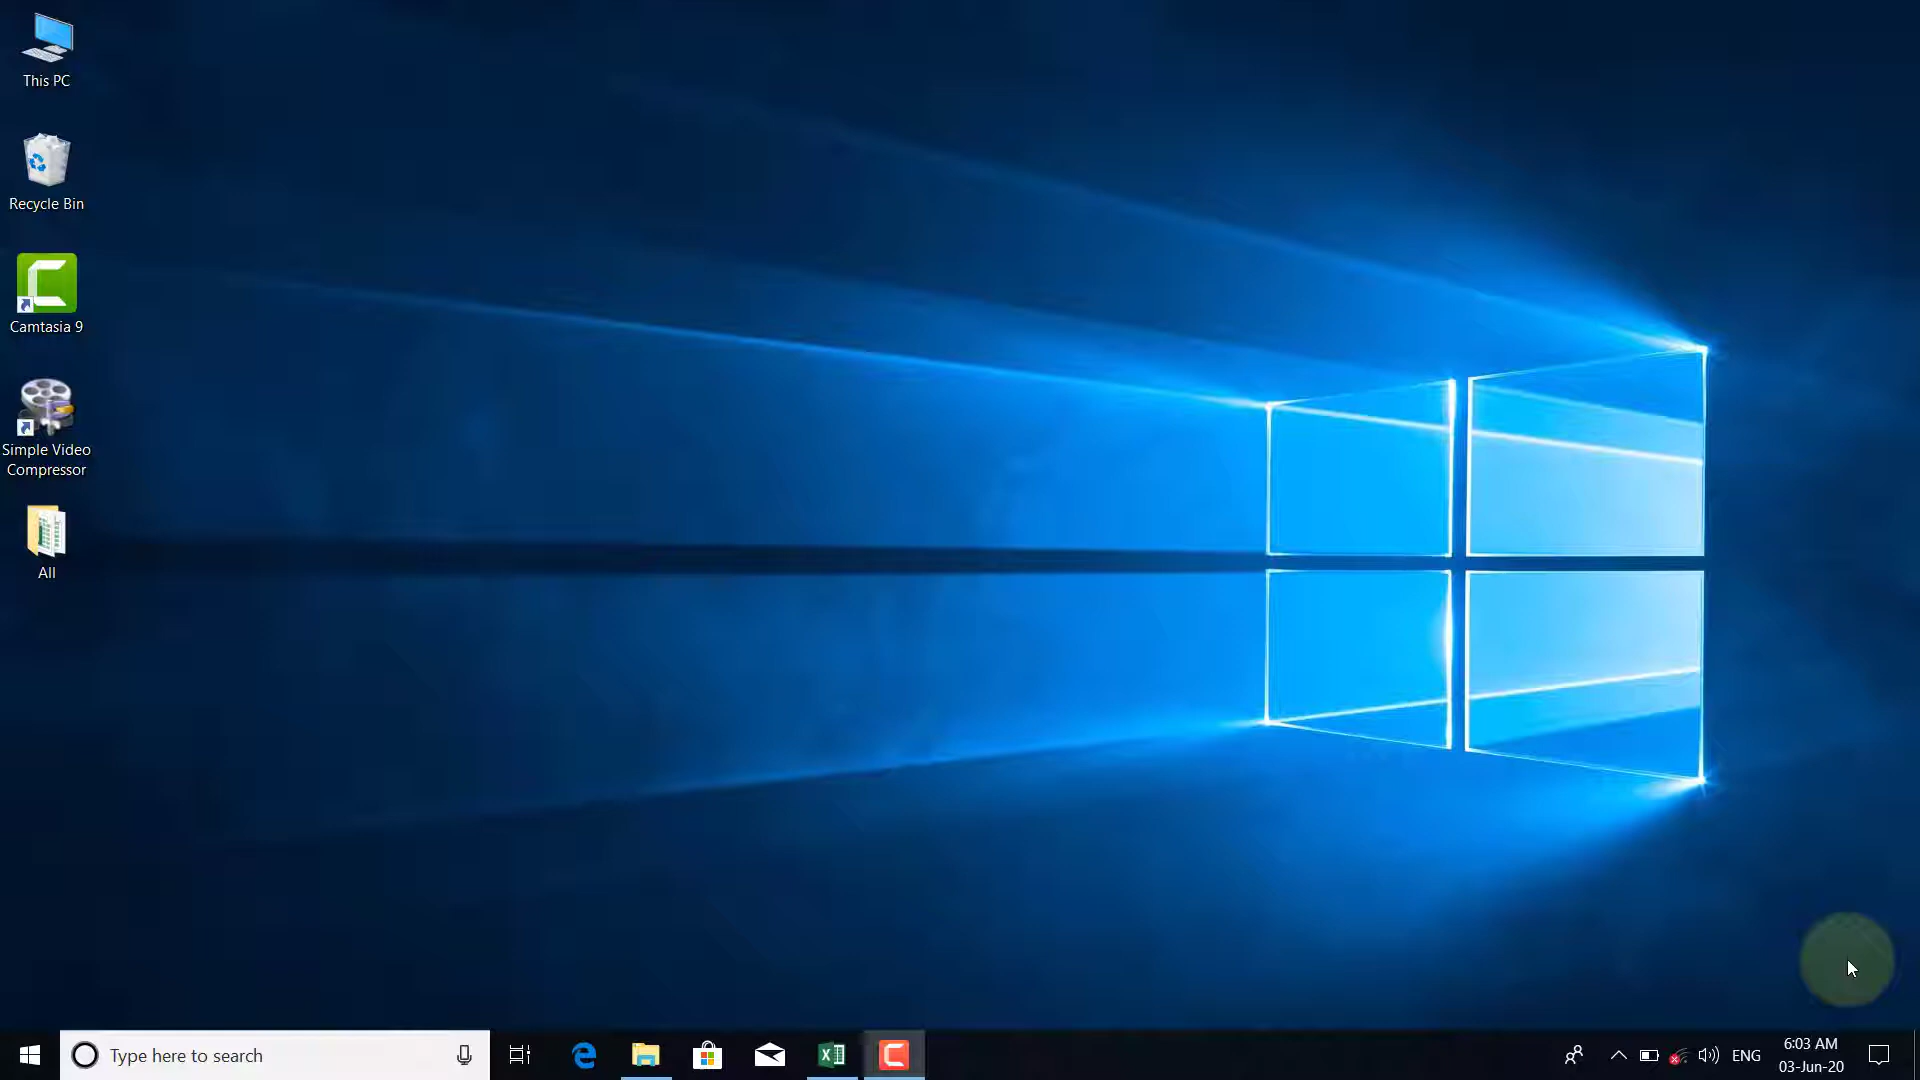 This PC
Recycle Bin
Camtasia 9
Simple Video
Compressor
All
Type here to search
ENG
6:03 AM
03-Jun-20